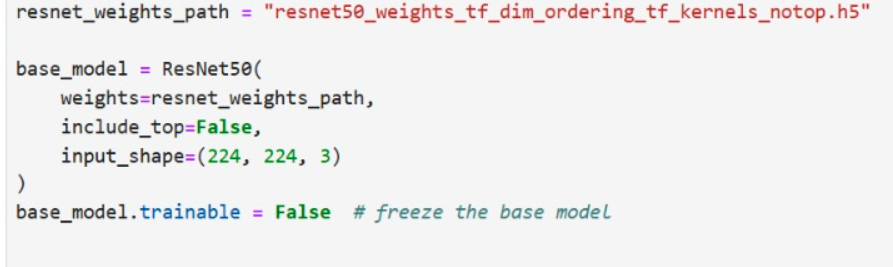 resnet_weights_path = "resnet50_weights_tf_dim_ordering_tf_kernels_notop.h5"
base_model = ResNet50(
    weights=resnet_weights_path,
    include_top=False,
    input_shape=(224, 224, 3)
)
base_model.trainable = False  # freeze the base model